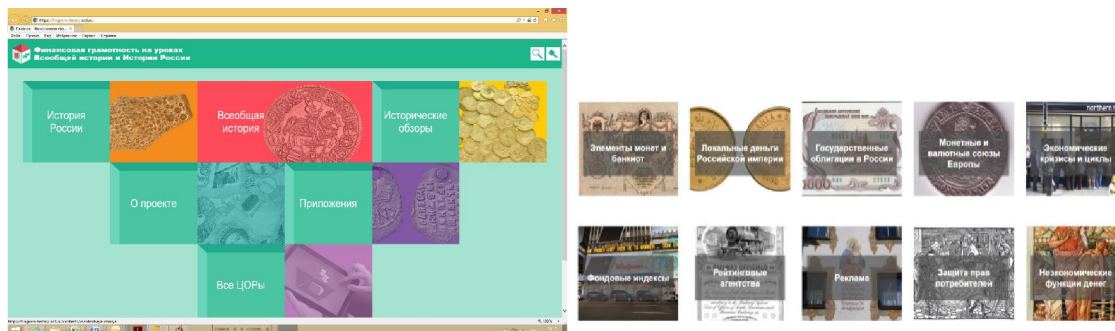 Финансовая грамотность на уроках
Всеобщей истории и Истории России
История
России
Всеобщая
история
Исторические
обзоры
О проекте
Приложения
Все ЦОРы
Элементы монет и
банкнот
Локальные деньги
Российской империи
Государственные
облигации в России
Монетные и
валютные союзы
Европы
northern
Экономические
кризисы и циклы
Фондовые индексы
Рейтинговые
агентства
Реклама
Защита прав
потребителей
Неэкономические
функции денег